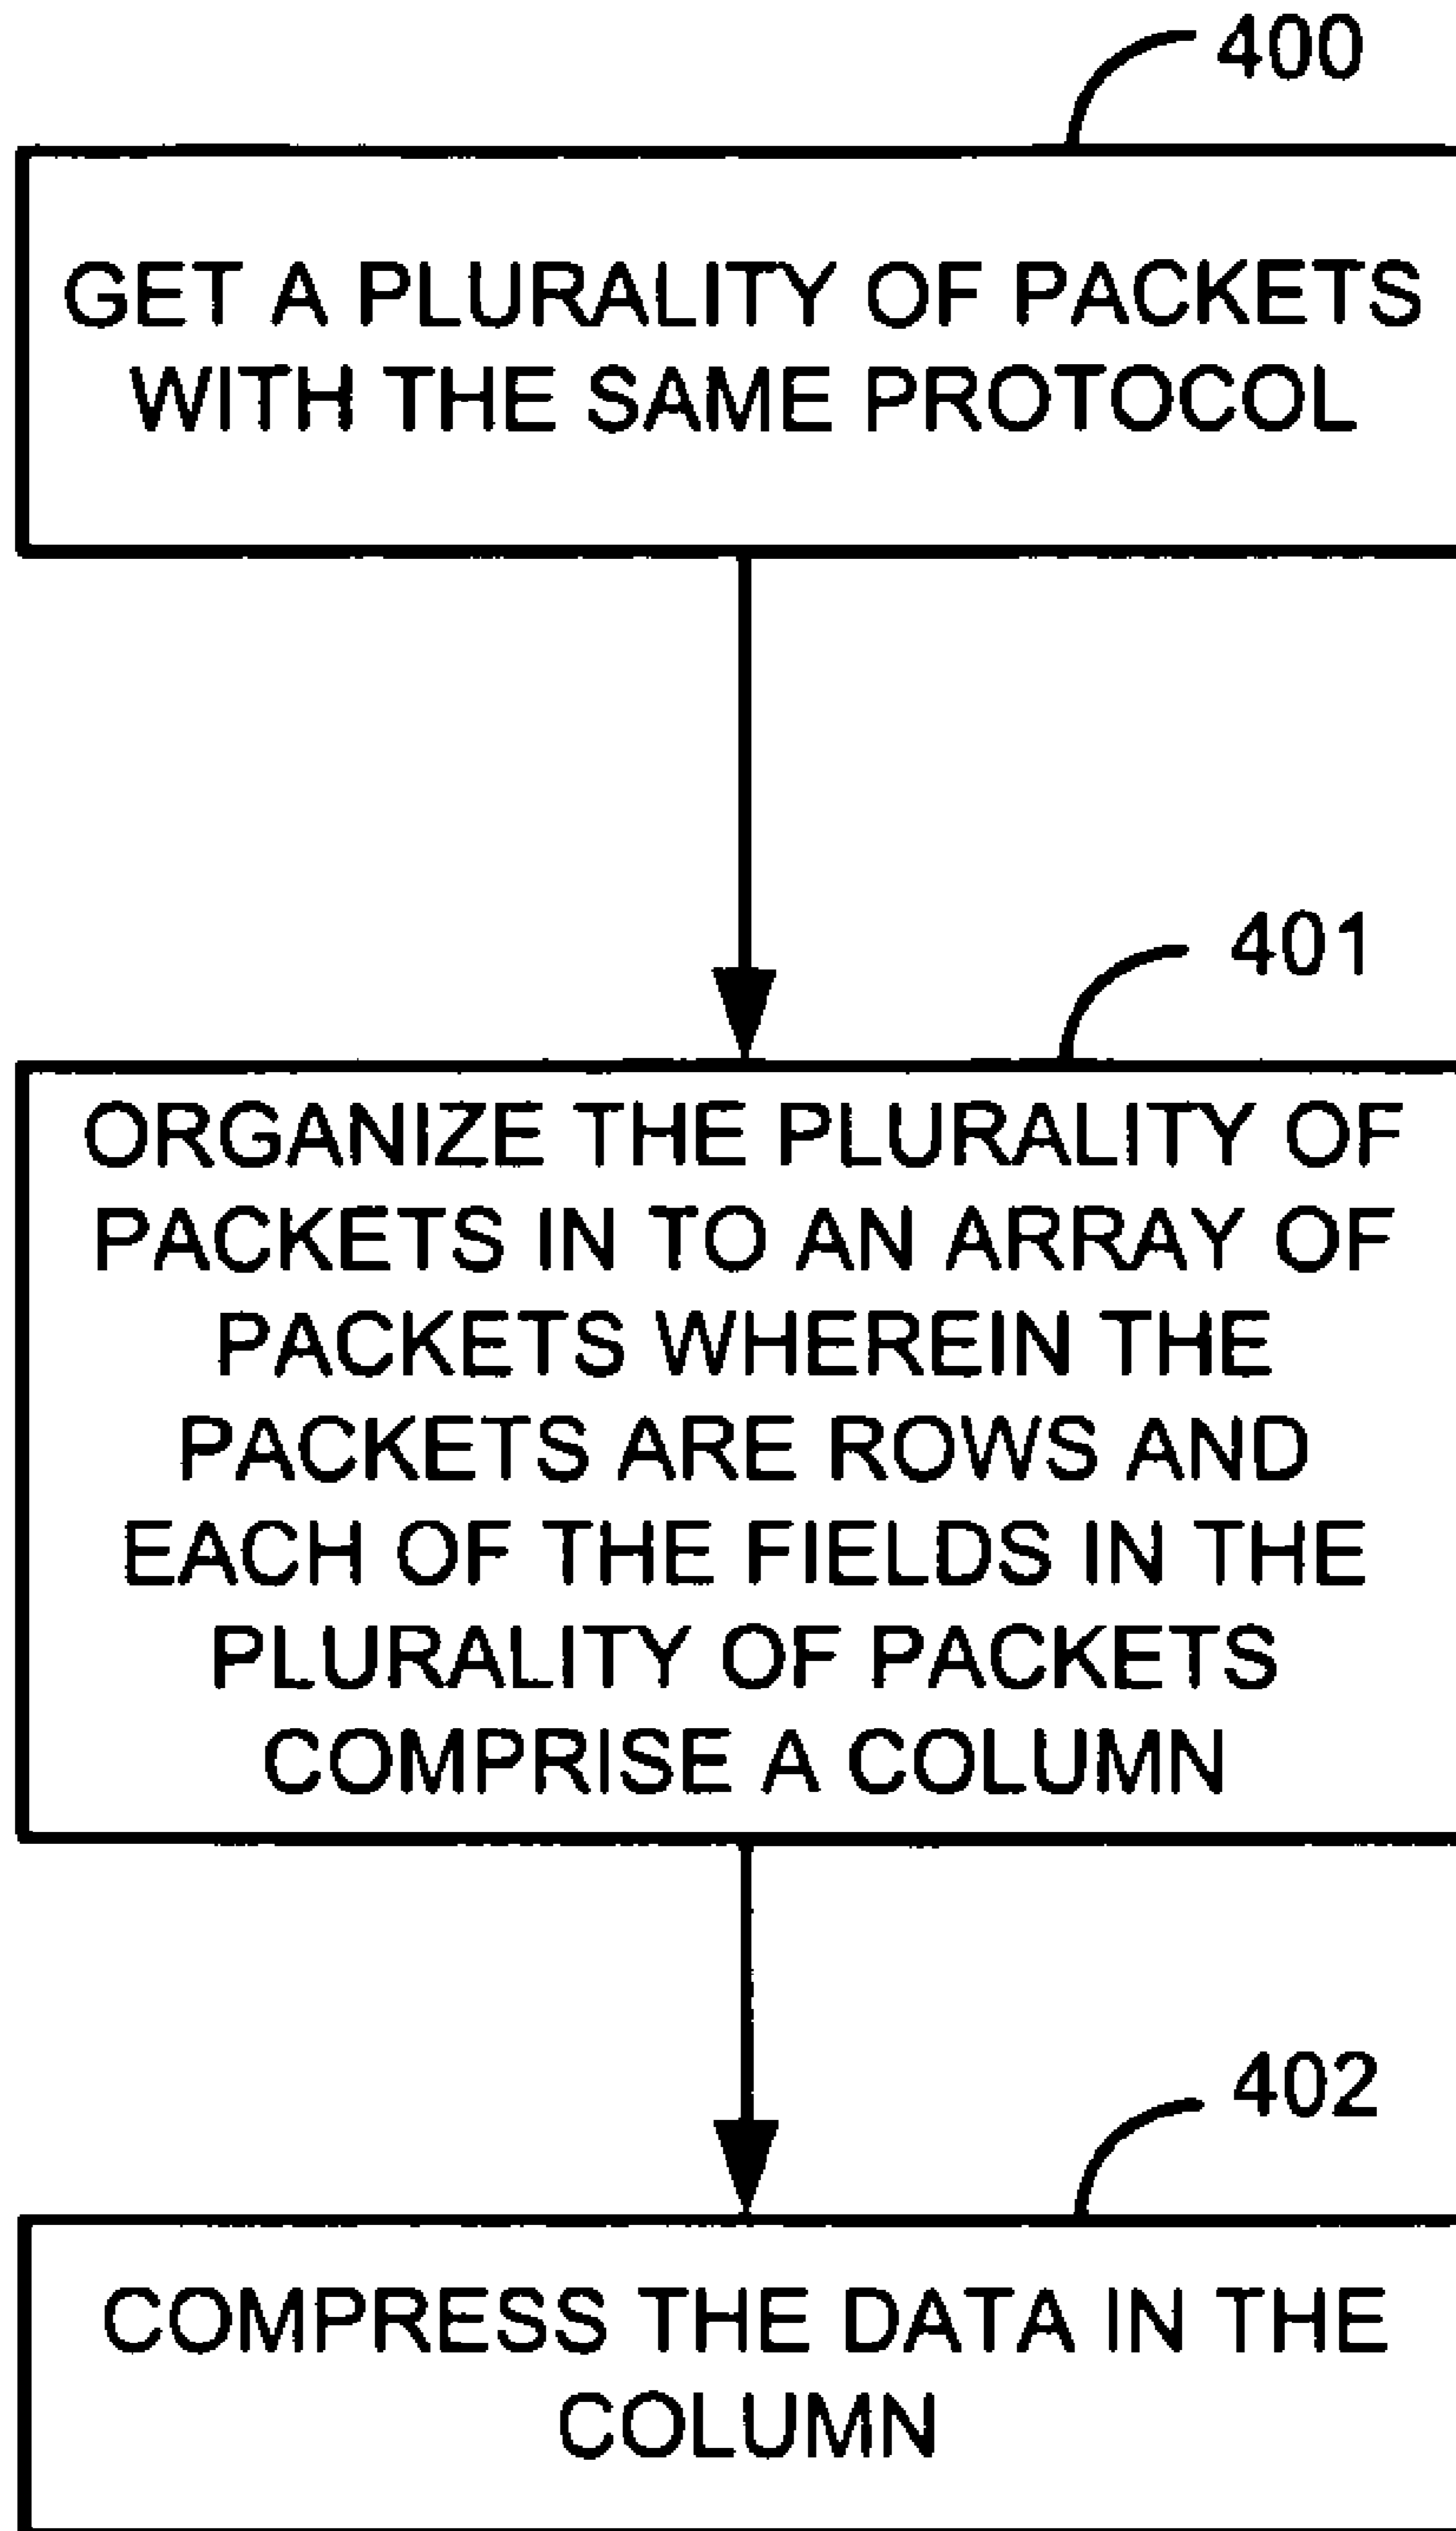 400
GET A PLURALITY OF PACKETS
WITH THE SAME PROTOCOL
401
ORGANIZE THE PLURALITY OF
PACKETS IN TO AN ARRAY OF
PACKETS WHEREIN THE
PACKETS ARE ROWS AND
EACH OF THE FIELDS IN THE
PLURALITY OF PACKETS
COMPRISE A COLUMN
402
COMPRESS THE DATA IN THE
COLUMN